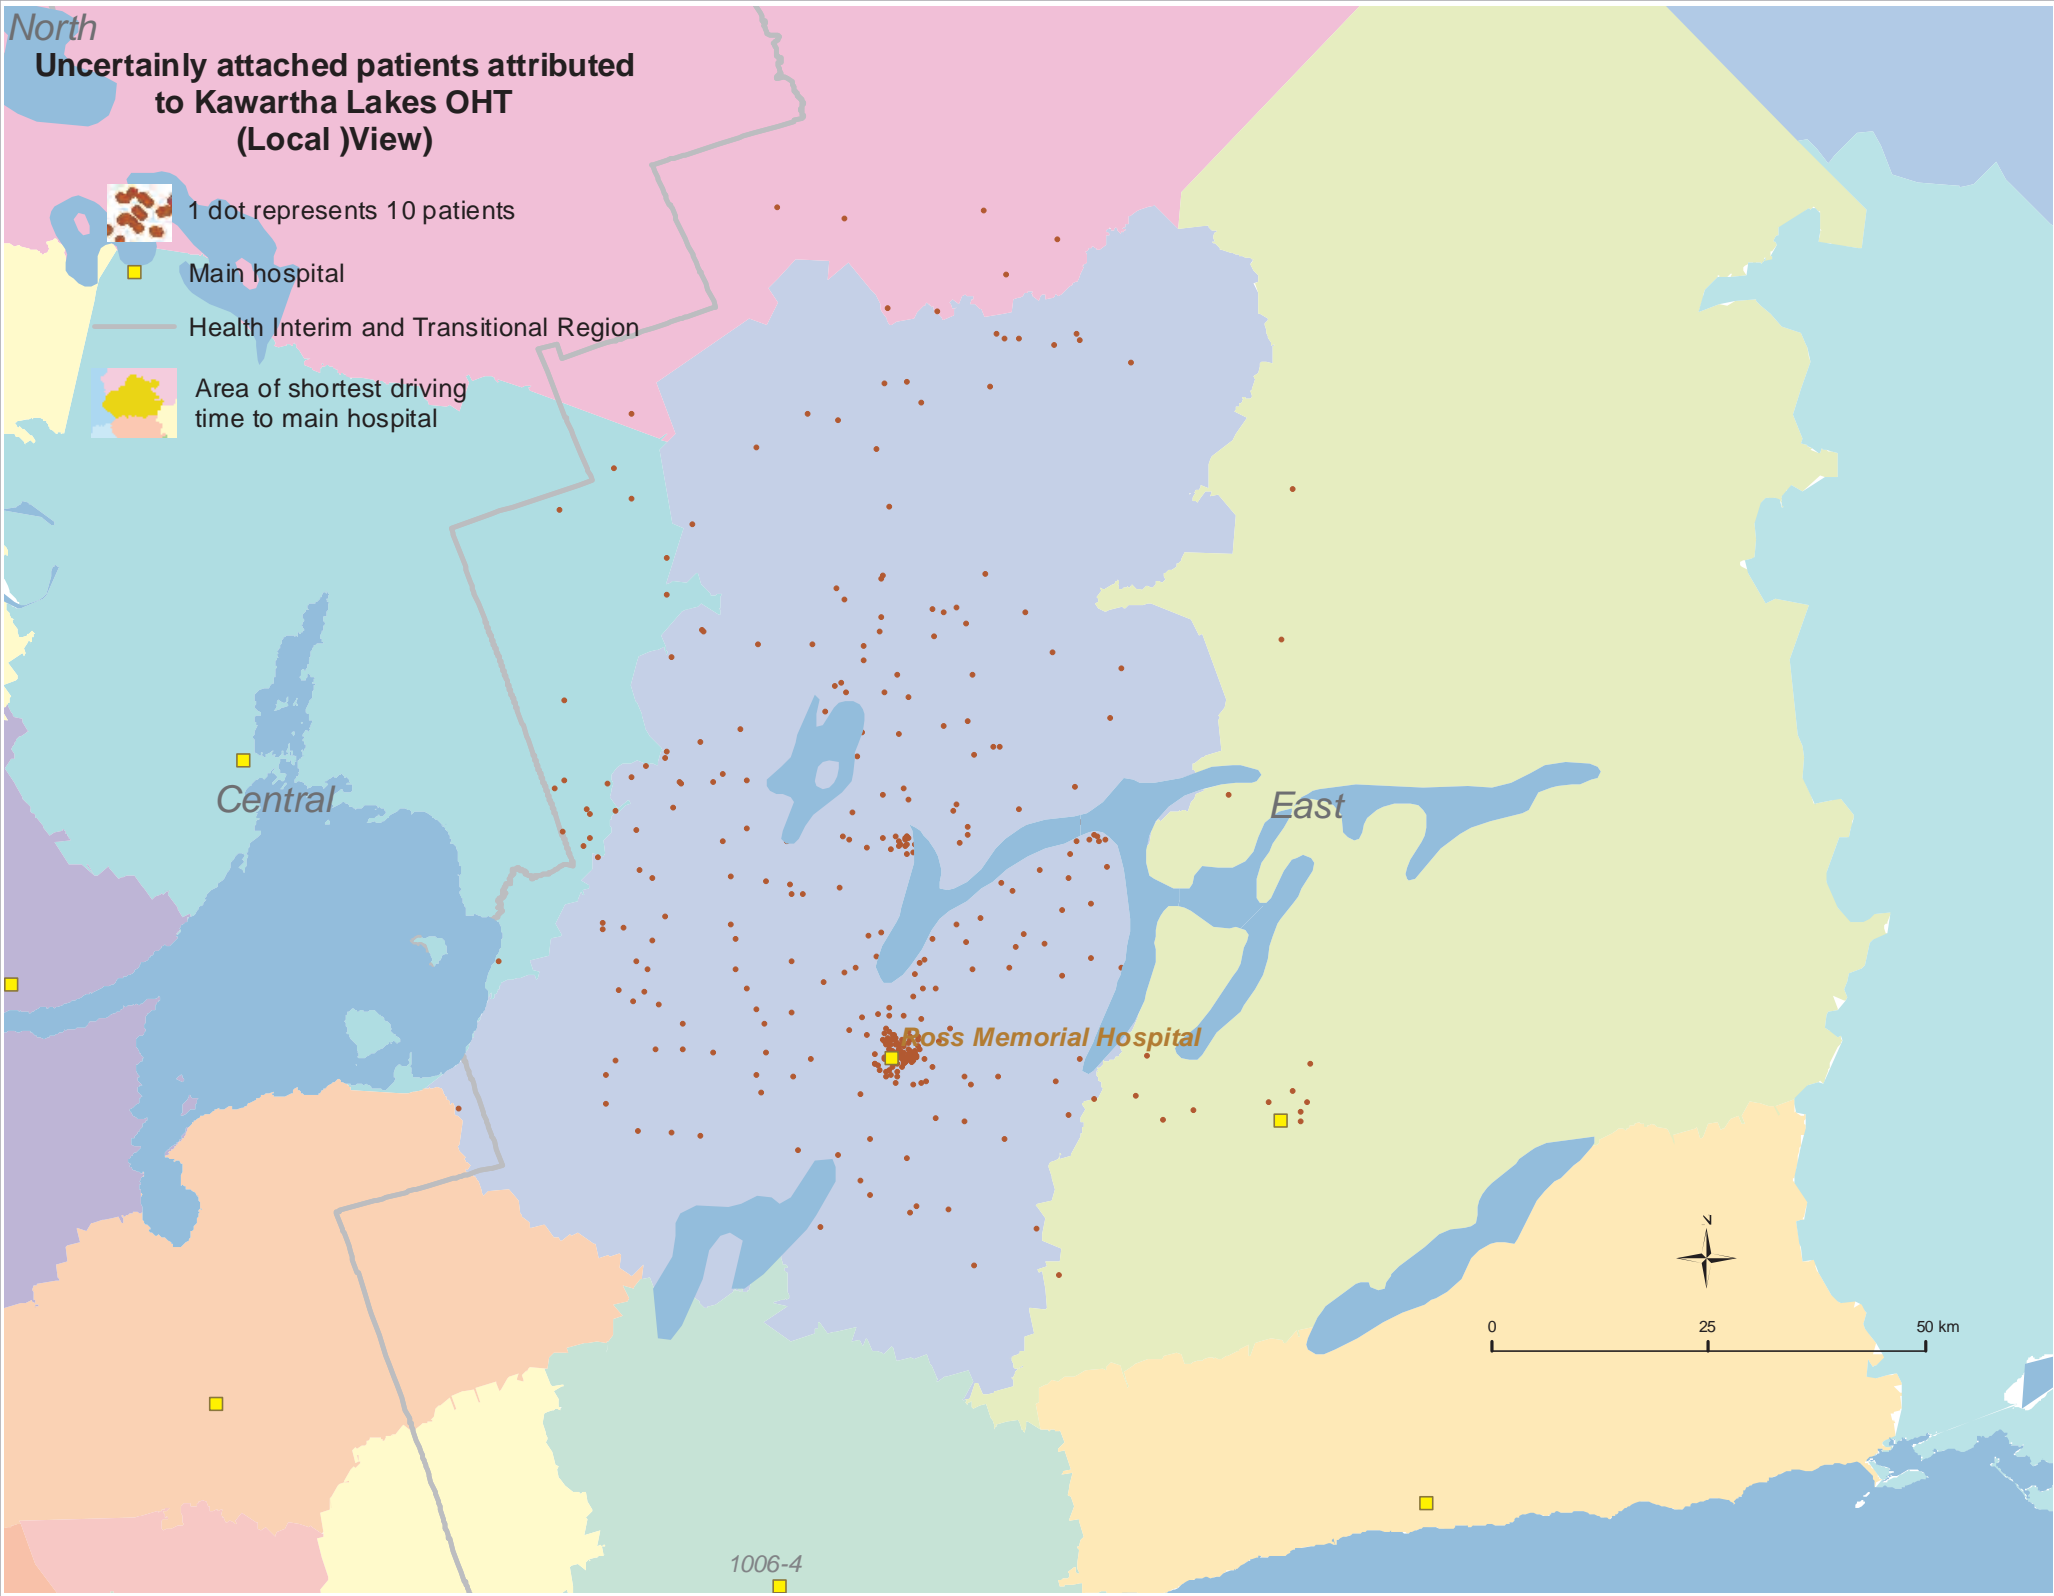 North
Uncertainly attached patients attributed
to Kawartha Lakes OHT
(Local )View)
1 dot represents 10 patients
Main hospital
Health Interim and Transitional Region
Area of shortest driving
time to main hospital
Central
East
Ross Memorial Hospital
N
0 25 50 km
1006-4